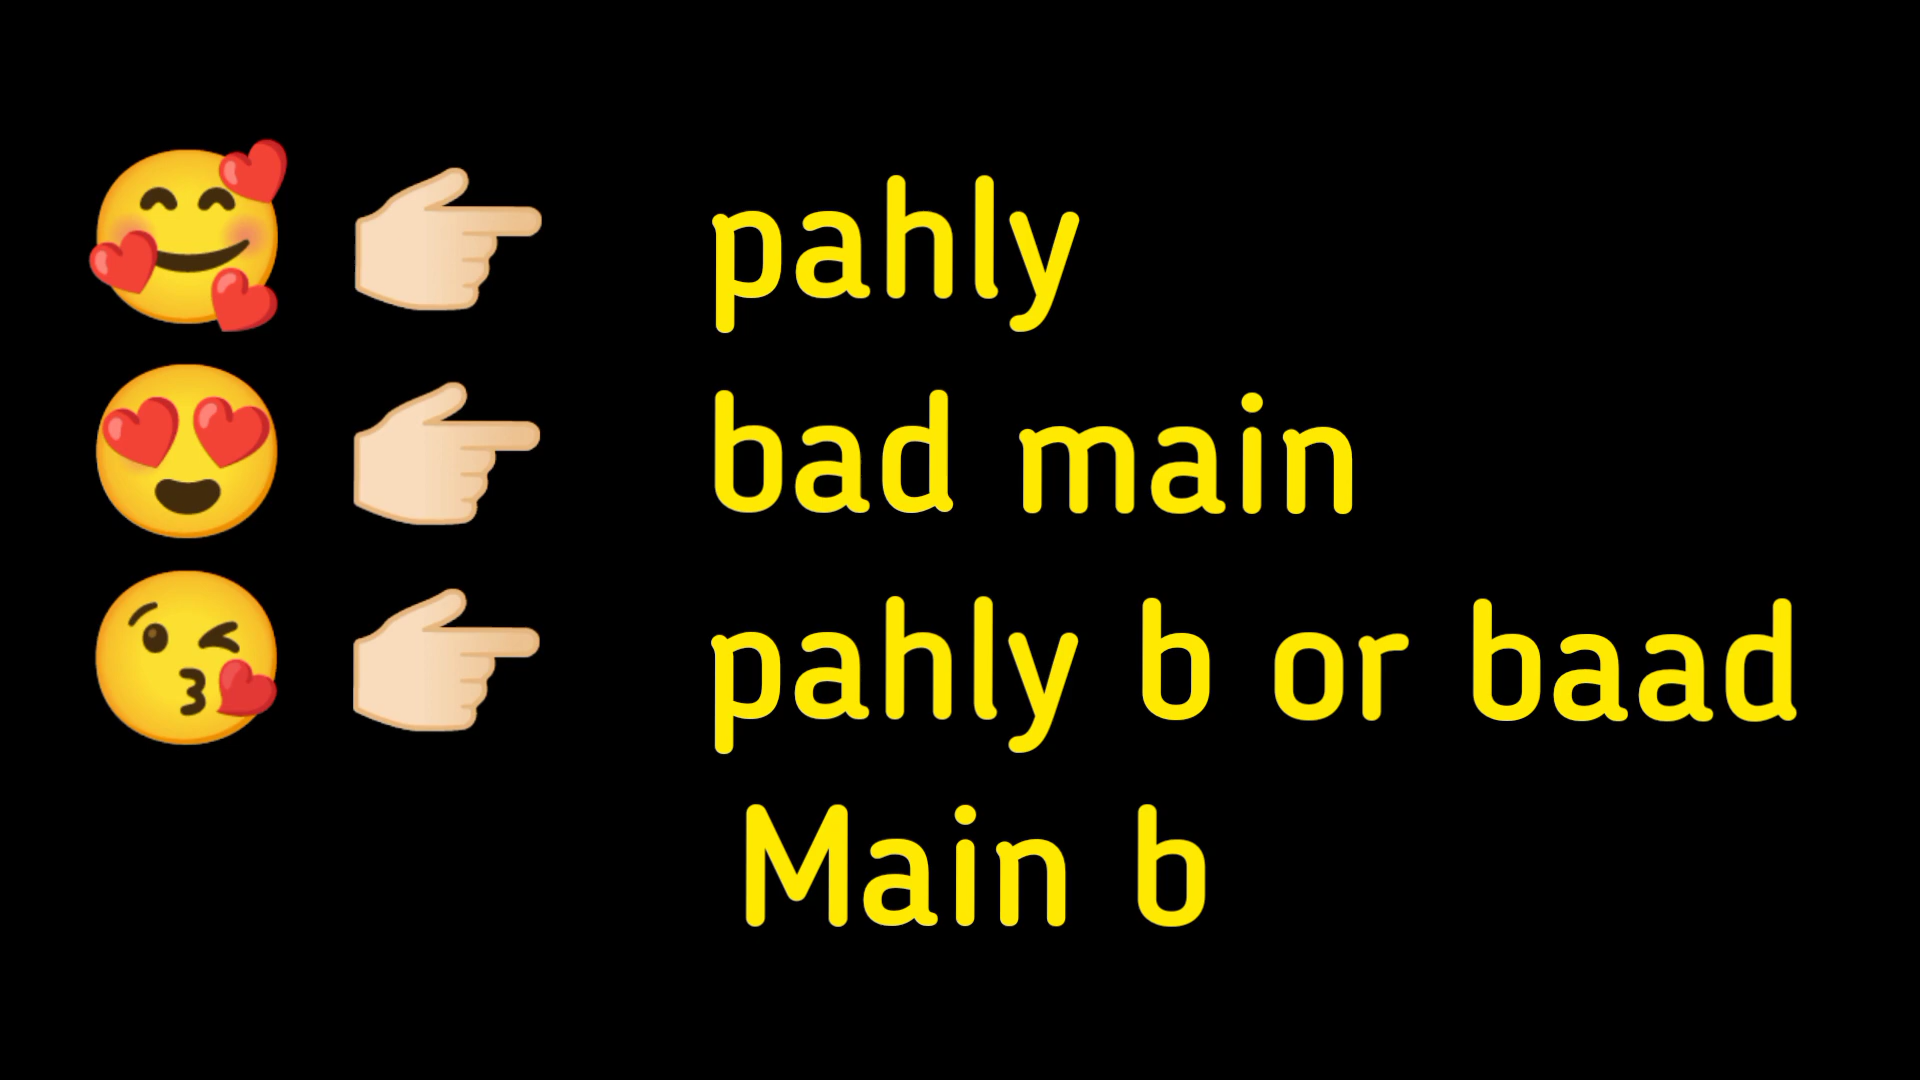 🥰 👉🏻 pahly
😍 👉🏻 bad main
😘 👉🏻 pahly b or baad
Main b